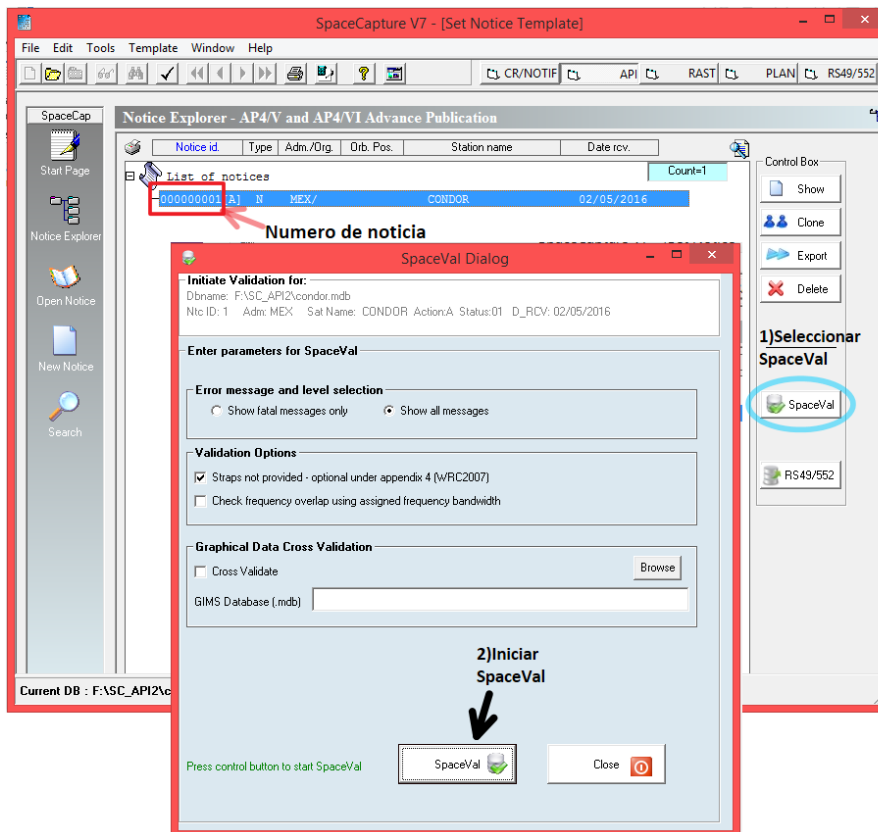 SpaceCapture V7 - [Set Notice Template]
File Edit Tools Template Window Help
CR/NOTIF API RAST PLAN RS49/552
SpaceCap
Start Page
Notice Explorer
Open Notice
New Notice
Search
Notice Explorer - AP4/V and AP4/VI Advance Publication
Notice id. Type Adm./Org. Orb. Pos. Station name Date rcv.
List of notices
Count=1
000000001[A] N MEX/ CONDOR 02/05/2016
Numero de noticia
Control Box
Show
Clone
Export
Delete
1)Seleccionar
SpaceVal
SpaceVal
RS49/552
SpaceVal Dialog
Initiate Validation for:
Dbname: F:\SC_API2\condor.mdb
Ntc ID: 1 Adm: MEX Sat Name: CONDOR Action:A Status:01 D_RCV: 02/05/2016
Enter parameters for SpaceVal
Error message and level selection
Show fatal messages only Show all messages
Validation Options
Straps not provided - optional under appendix 4 (WRC2007)
Check frequency overlap using assigned frequency bandwidth
Graphical Data Cross Validation
Cross Validate
Browse
GIMS Database (.mdb)
2)Iniciar
SpaceVal
Press control button to start SpaceVal
SpaceVal
Close
Current DB : F:\SC_API2\c